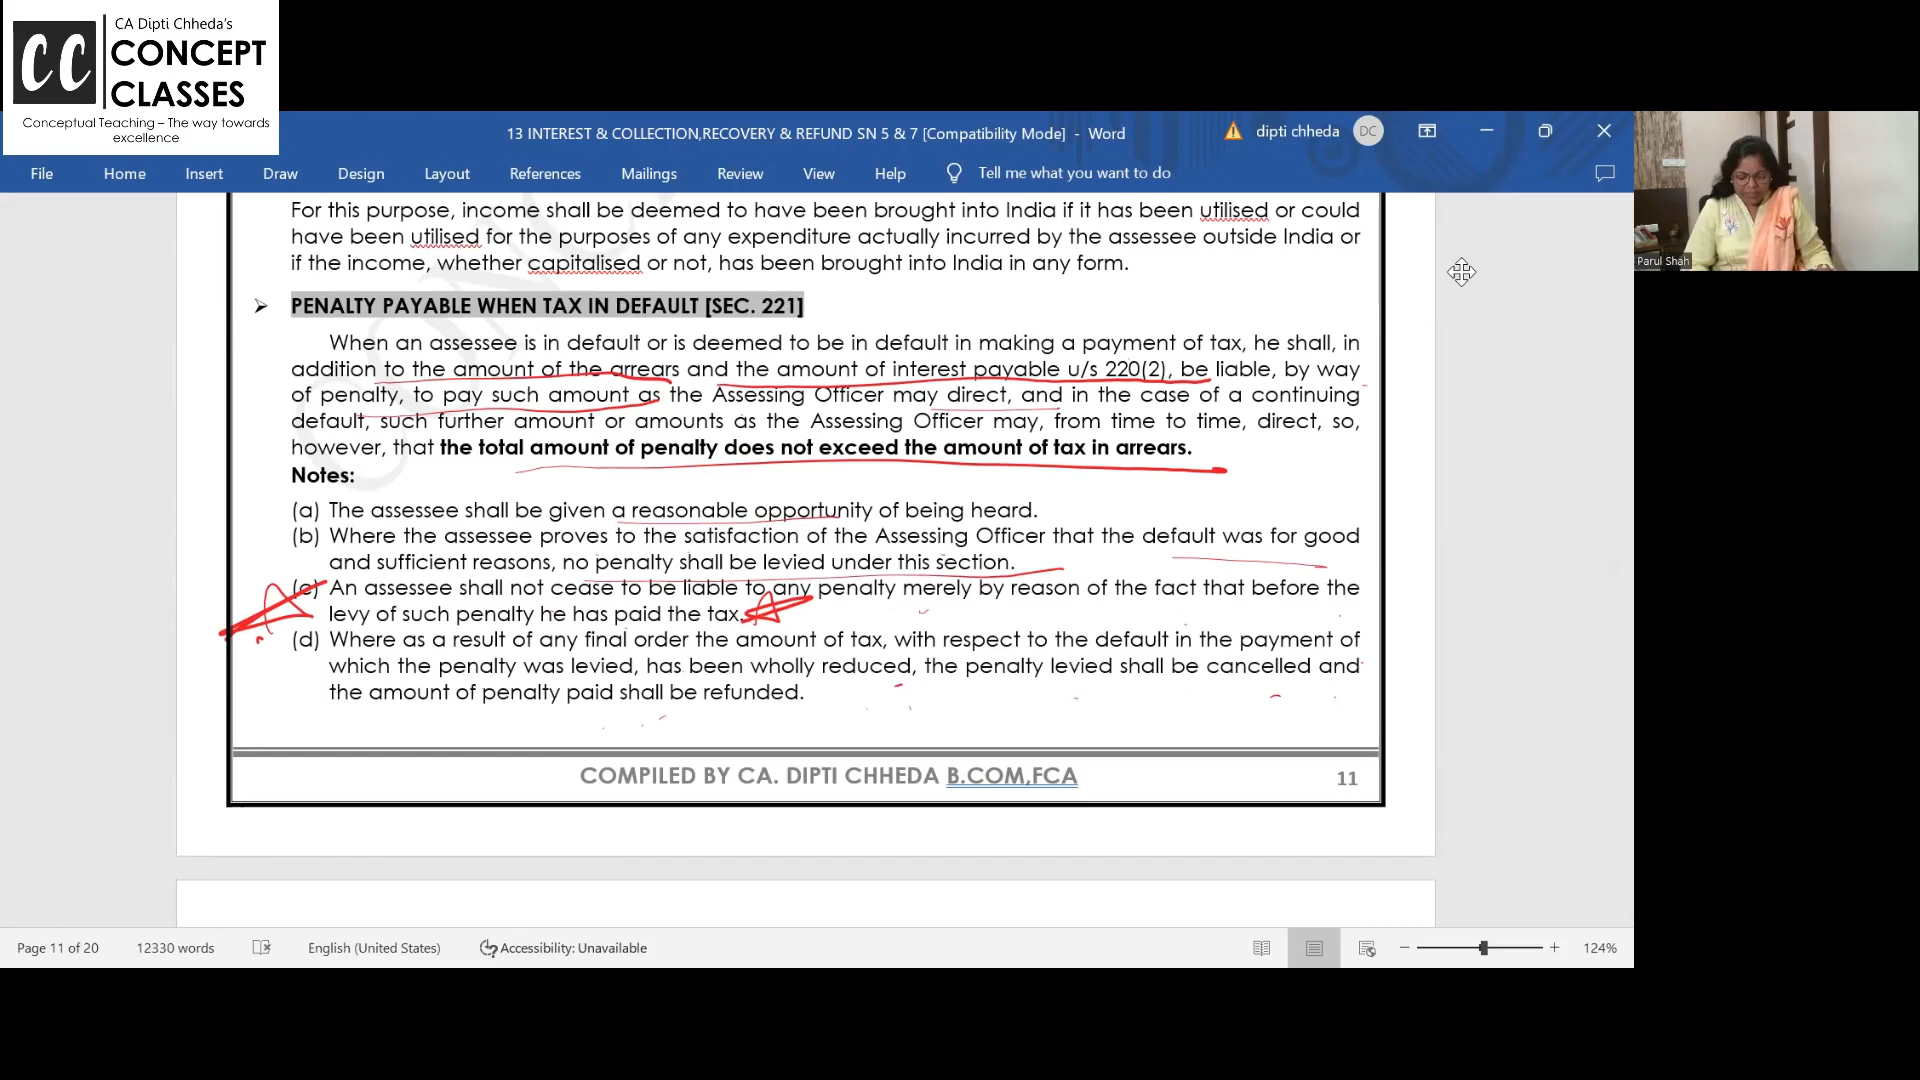 CA Dipti Chheda's
CC CONCEPT
CLASSES
Conceptual Teaching – The way towards
excellence
13 INTEREST & COLLECTION,RECOVERY & REFUND SN 5 & 7 [Compatibility Mode] - Word
dipti chheda DC
File Home Insert Draw Design Layout References Mailings Review View Help Tell me what you want to do
Parul Shah
For this purpose, income shall be deemed to have been brought into India if it has been utilised or could
have been utilised for the purposes of any expenditure actually incurred by the assessee outside India or
if the income, whether capitalised or not, has been brought into India in any form.
➢ PENALTY PAYABLE WHEN TAX IN DEFAULT [SEC. 221]
When an assessee is in default or is deemed to be in default in making a payment of tax, he shall, in
addition to the amount of the arrears and the amount of interest payable u/s 220(2), be liable, by way
of penalty, to pay such amount as the Assessing Officer may direct, and in the case of a continuing
default, such further amount or amounts as the Assessing Officer may, from time to time, direct, so,
however, that the total amount of penalty does not exceed the amount of tax in arrears.
Notes:
(a) The assessee shall be given a reasonable opportunity of being heard.
(b) Where the assessee proves to the satisfaction of the Assessing Officer that the default was for good
and sufficient reasons, no penalty shall be levied under this section.
(c) An assessee shall not cease to be liable to any penalty merely by reason of the fact that before the
levy of such penalty he has paid the tax.
(d) Where as a result of any final order the amount of tax, with respect to the default in the payment of
which the penalty was levied, has been wholly reduced, the penalty levied shall be cancelled and
the amount of penalty paid shall be refunded.
COMPILED BY CA. DIPTI CHHEDA B.COM,FCA 11
Page 11 of 20 12330 words English (United States) Accessibility: Unavailable 124%